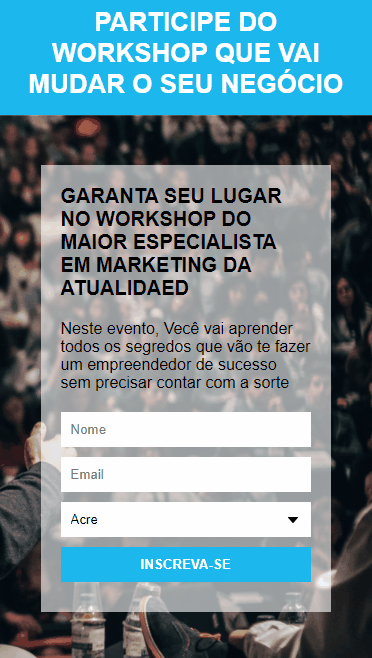 PARTICIPE DO
WORKSHOP QUE VAI
MUDAR O SEU NEGÓCIO
GARANTA SEU LUGAR
NO WORKSHOP DO
MAIOR ESPECIALISTA
EM MARKETING DA
ATUALIDAED
Neste evento, Vecê vai aprender
todos os segredos que vão te fazer
um empreendedor de sucesso
sem precisar contar com a sorte
Nome
Email
Acre
INSCREVA-SE